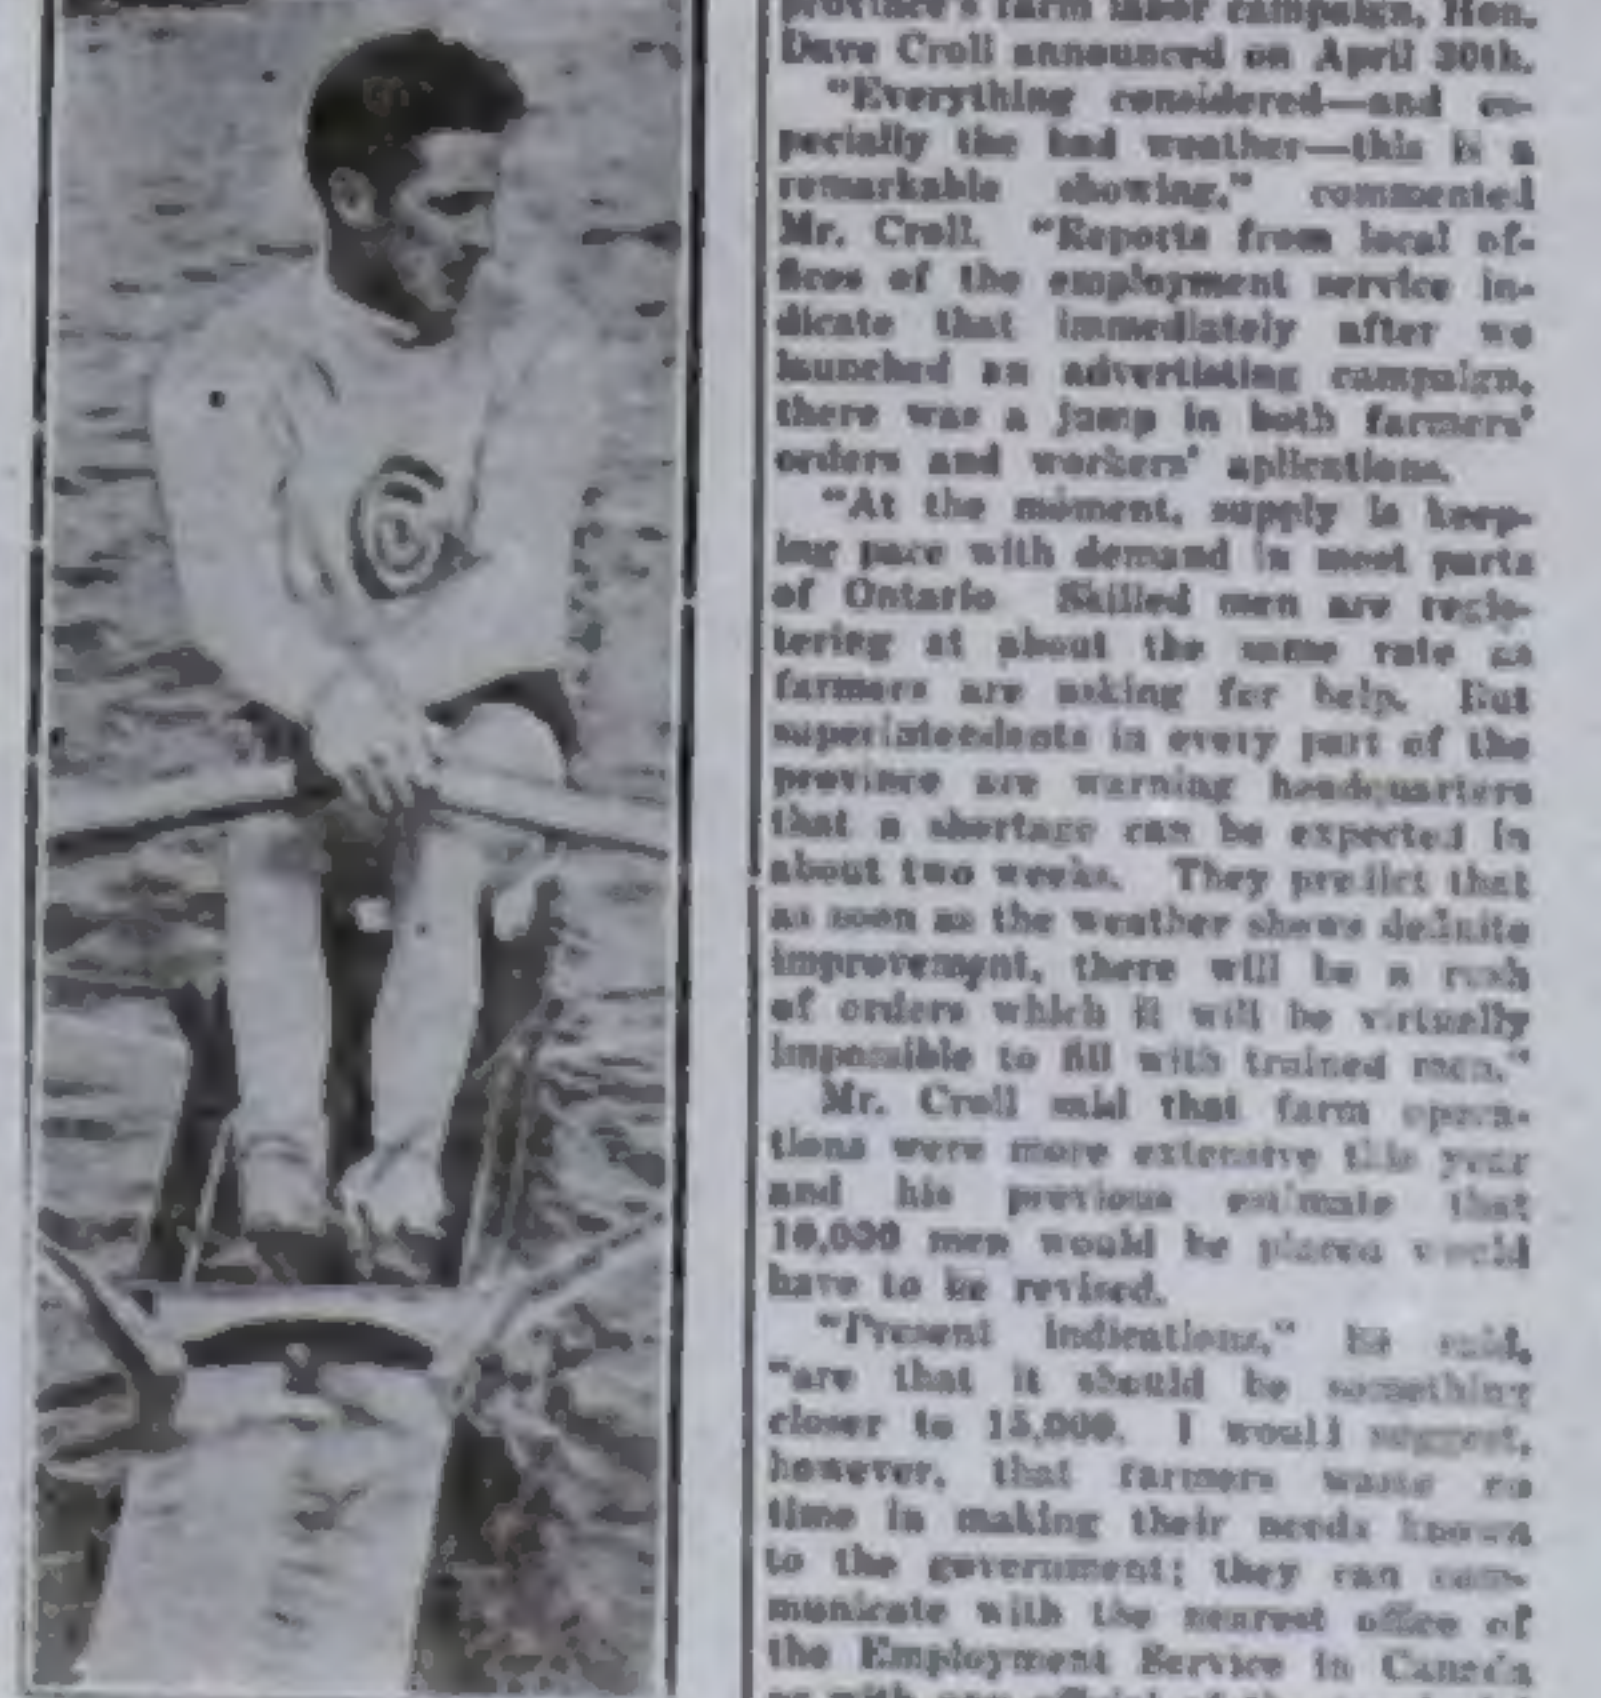 province's farm labor campaign, Hon.
Dave Croll announced on April 30th.
"Everything considered—and es-
pecially the bad weather—this is a
remarkable showing," commented
Mr. Croll. "Reports from local of-
fices of the employment service in-
dicate that immediately after we
launched an advertisting campaign,
there was a jump in both farmers'
orders and workers' aplications.
"At the moment, supply is keep-
ing pace with demand in most parts
of Ontario Skilled men are regis-
tering at about the same rate as
farmers are asking for help. But
superintendents in every part of the
province are warning headquarters
that a shortage can be expected in
about two weeks. They predict that
as soon as the weather shows definite
improvement, there will be a rush
of orders which it will be virtually
impossible to fill with trained men."
Mr. Croll said that farm opera-
tions were more extensive this year
and his previous estimate that
10,000 men would be placed would
have to be revised.
"Present indications," he said,
"are that it should be something
closer to 15,000. I would suggest,
however, that farmers waste no
time in making their needs known
to the government; they can com-
municate with the nearest office of
the Employment Service in Canada